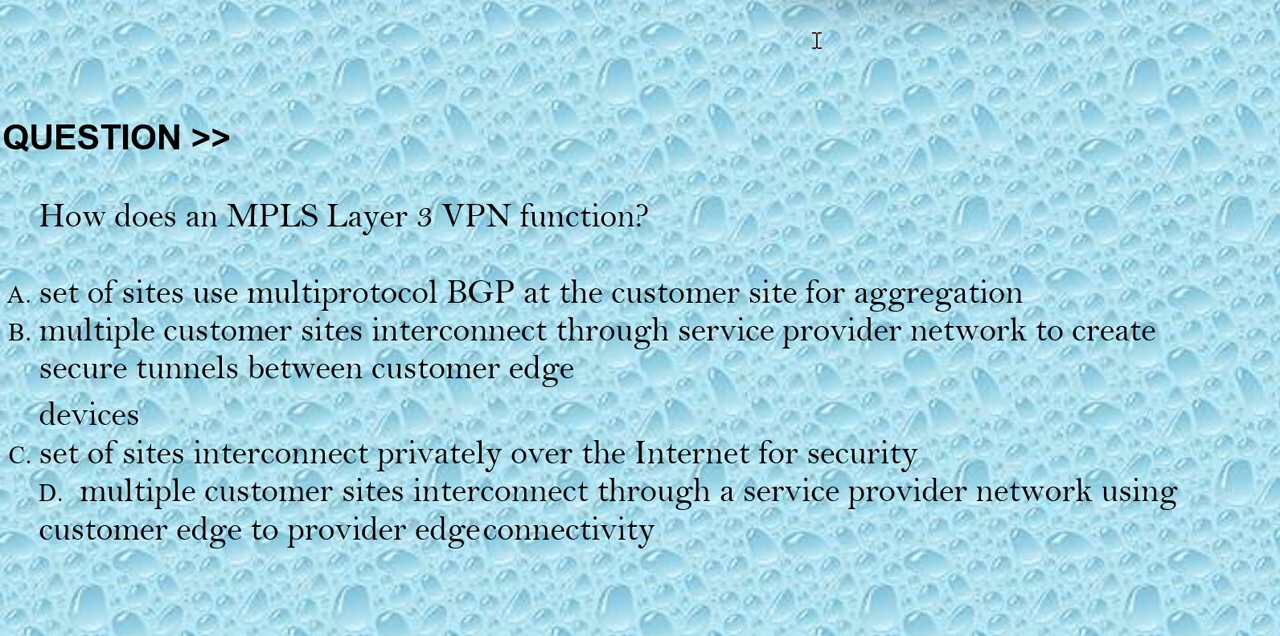 QUESTION >>
How does an MPLS Layer 3 VPN function?
A. set of sites use multiprotocol BGP at the customer site for aggregation
B. multiple customer sites interconnect through service provider network to create
secure tunnels between customer edge
devices
C. set of sites interconnect privately over the Internet for security
D. multiple customer sites interconnect through a service provider network using
customer edge to provider edgeconnectivity